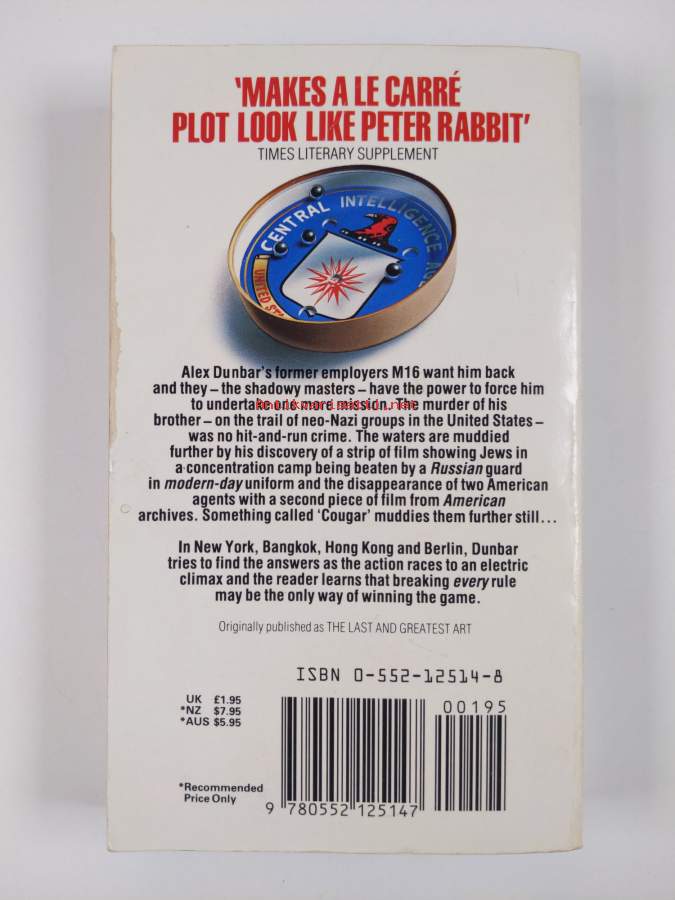 'MAKES A LE CARRÉ
PLOT LOOK LIKE PETER RABBIT'
TIMES LITERARY SUPPLEMENT
CENTRAL INTELLIGENCE
UNITED ST
Alex Dunbar's former employers M16 want him back
and they – the shadowy masters – have the power to force him
to undertake one more mission. The murder of his
brother – on the trail of neo-Nazi groups in the United States –
was no hit-and-run crime. The waters are muddied
further by his discovery of a strip of film showing Jews in
a concentration camp being beaten by a Russian guard
in modern-day uniform and the disappearance of two American
agents with a second piece of film from American
archives. Something called 'Cougar' muddies them further still...
In New York, Bangkok, Hong Kong and Berlin, Dunbar
tries to find the answers as the action races to an electric
climax and the reader learns that breaking every rule
may be the only way of winning the game.
Originally published as THE LAST AND GREATEST ART
ISBN 0-552-12514-8
UK £1.95
*NZ $7.95
*AUS $5.95
00195
*Recommended
Price Only
9 780552 125147